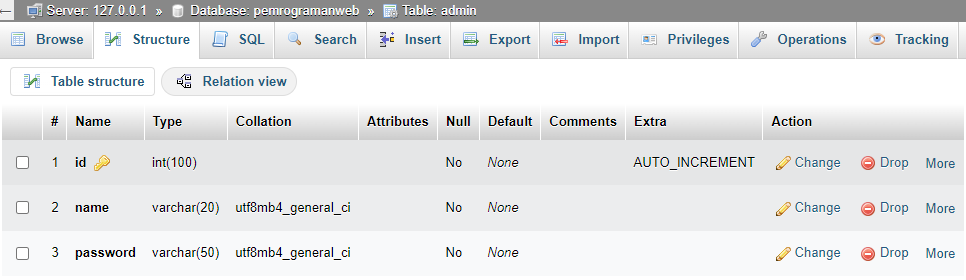 Server: 127.0.0.1 » Database: pemrogramanweb » Table: admin
Browse Structure SQL Search Insert Export Import Privileges Operations Tracking
Table structure Relation view
# Name Type Collation Attributes Null Default Comments Extra Action
1 id int(100) No None AUTO_INCREMENT Change Drop More
2 name varchar(20) utf8mb4_general_ci No None Change Drop More
3 password varchar(50) utf8mb4_general_ci No None Change Drop More